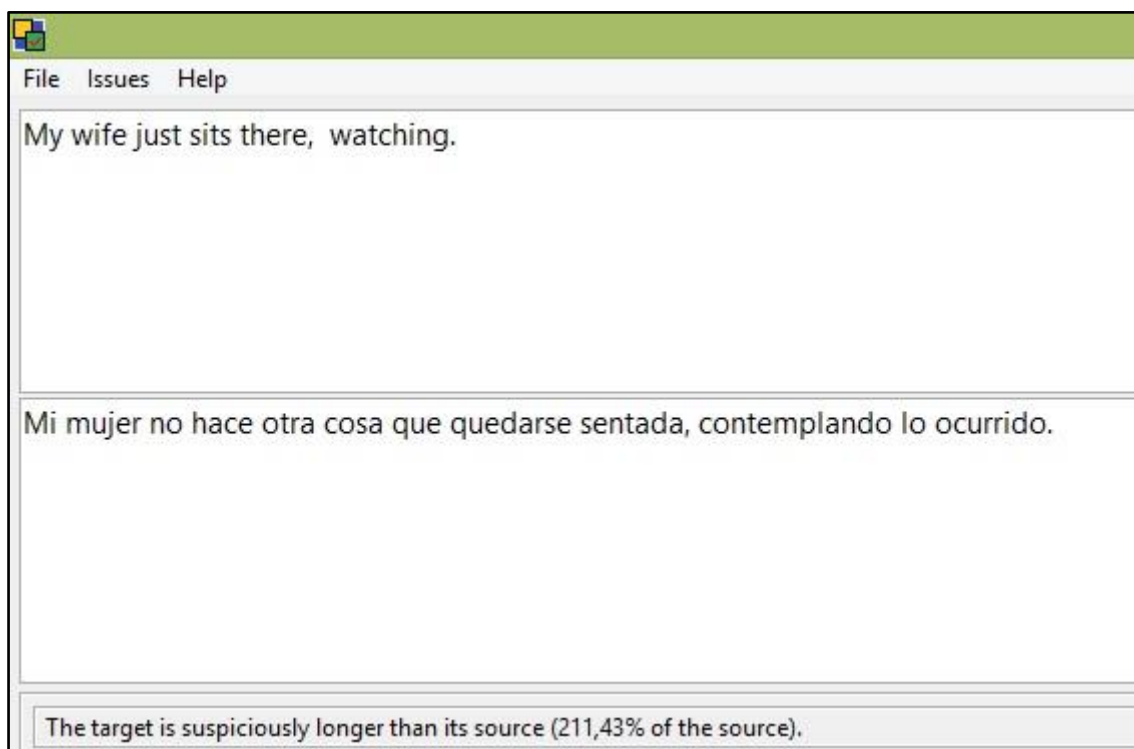 File Issues Help
My wife just sits there,  watching.
Mi mujer no hace otra cosa que quedarse sentada, contemplando lo ocurrido.
The target is suspiciously longer than its source (211,43% of the source).